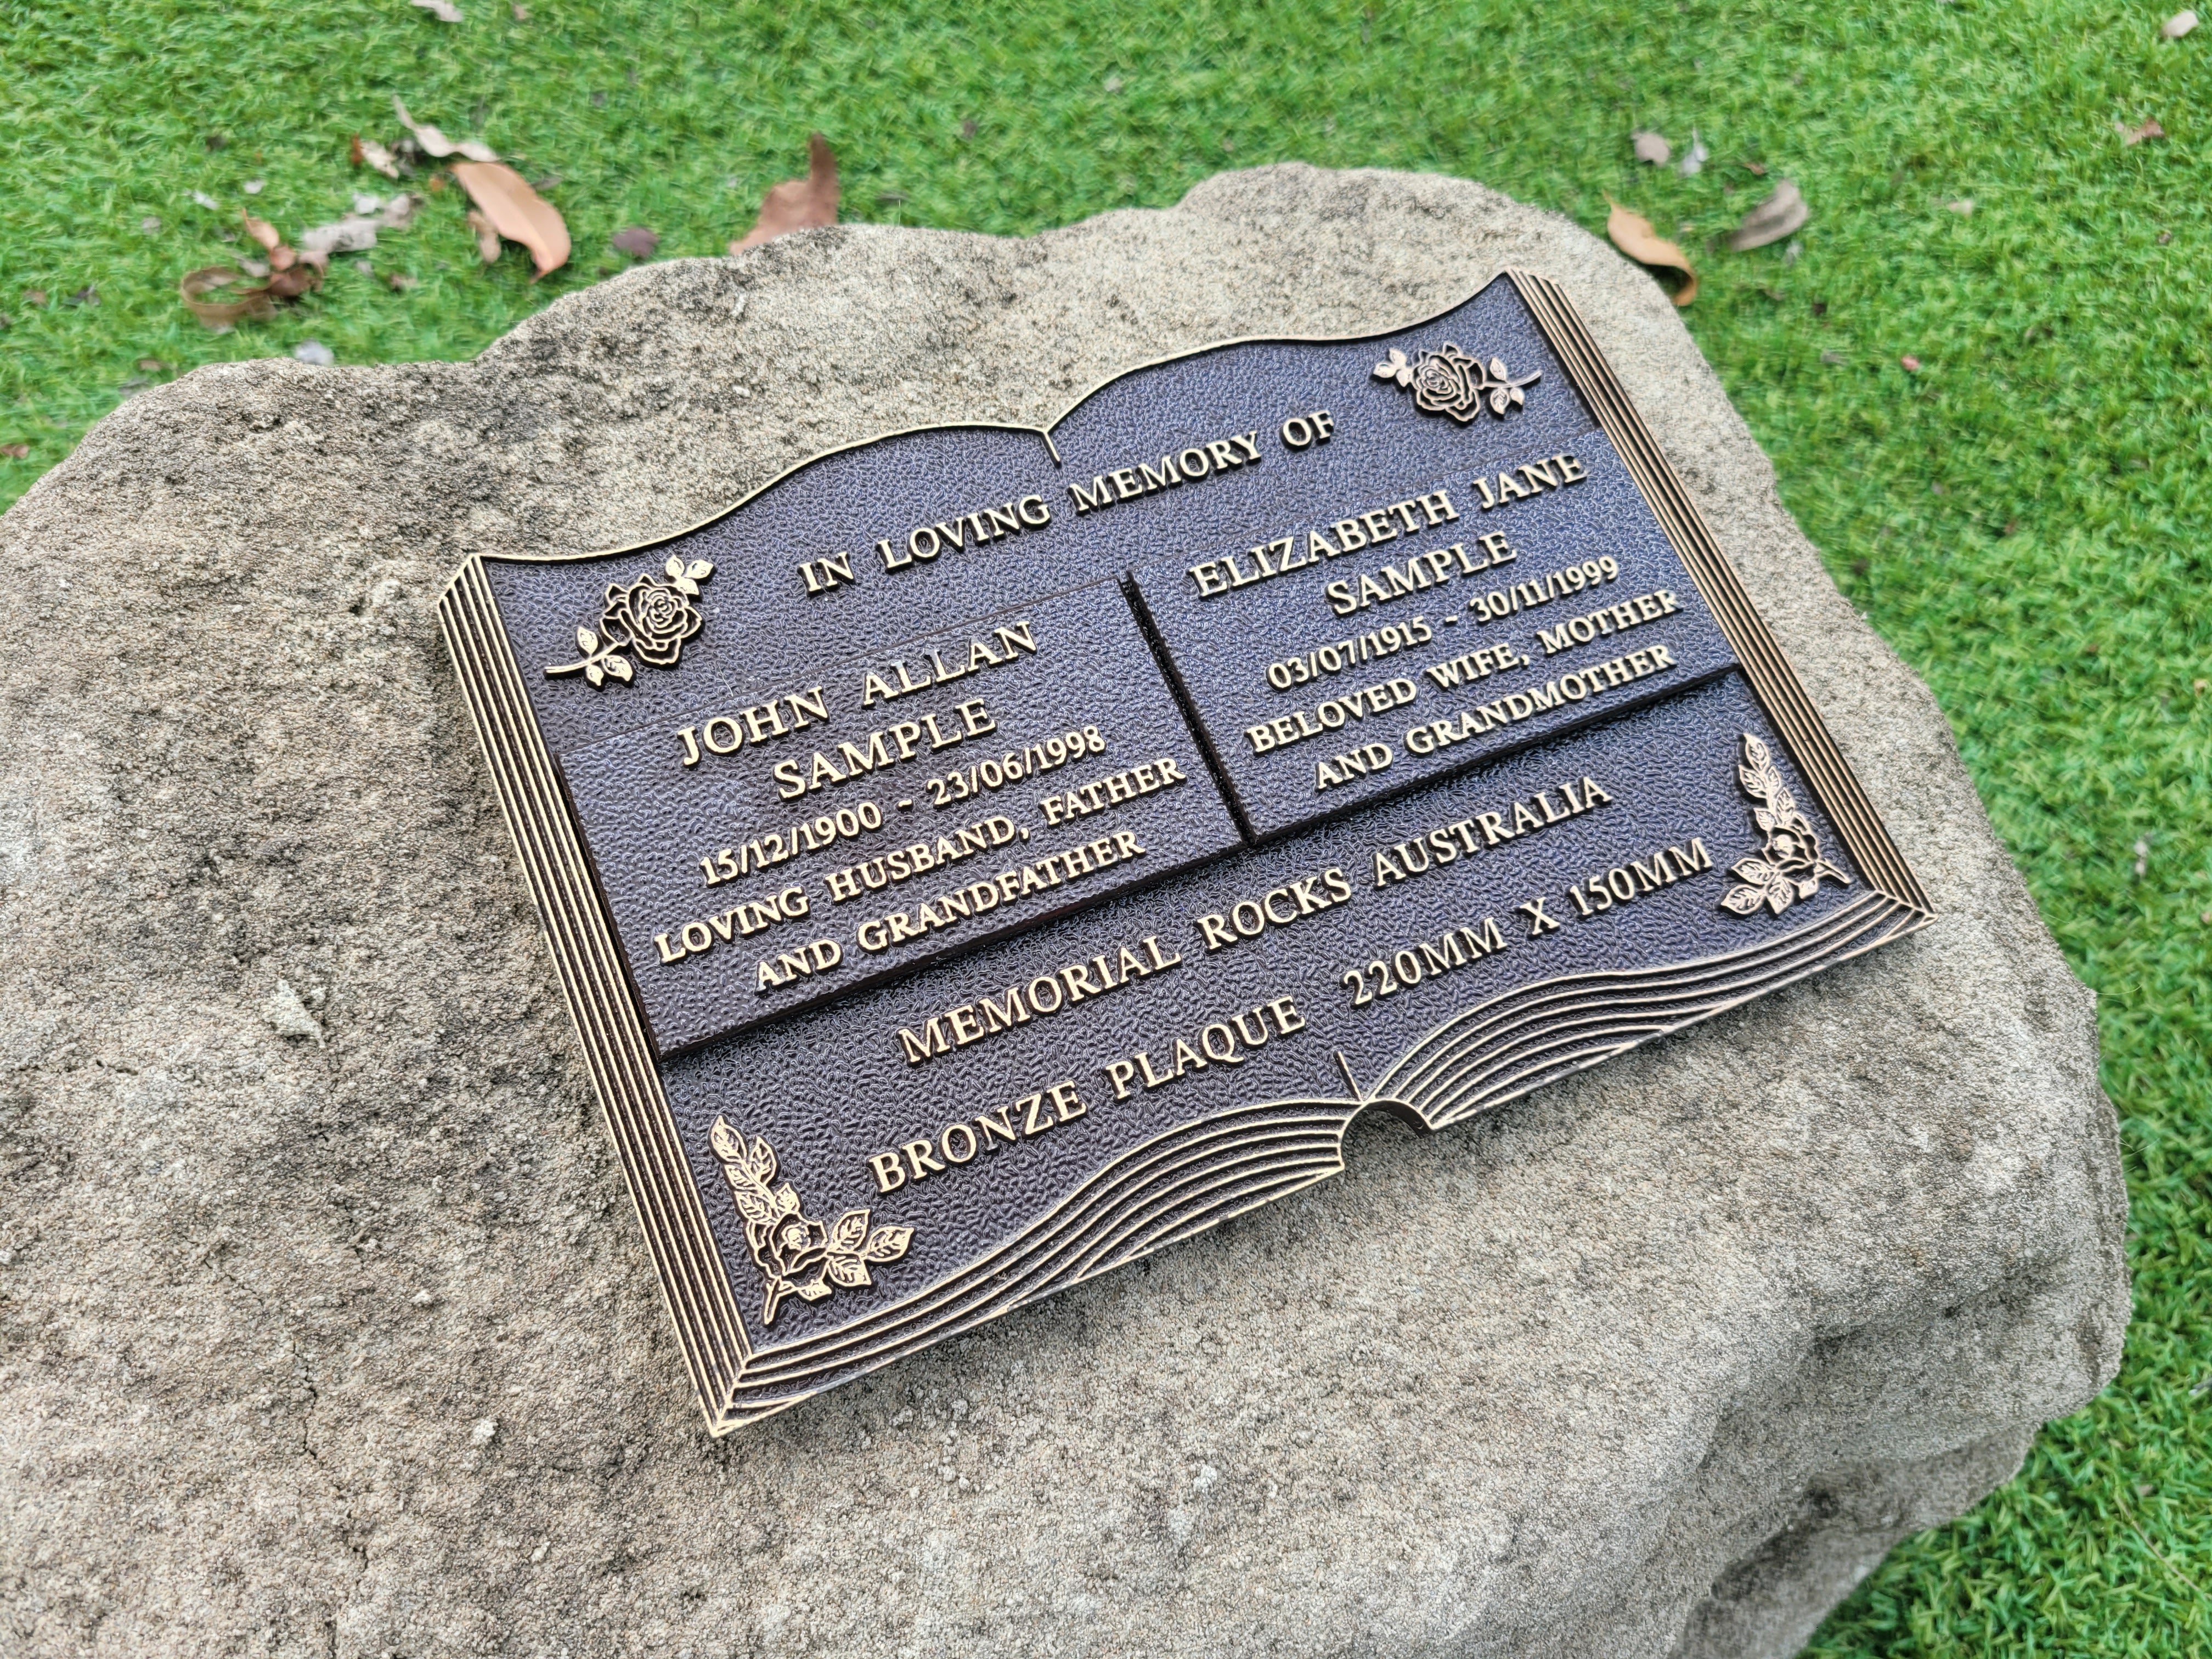 IN LOVING MEMORY OF
JOHN ALLAN
SAMPLE
15/12/1900 ~ 23/06/1998
LOVING HUSBAND, FATHER
AND GRANDFATHER
ELIZABETH JANE
SAMPLE
03/07/1915 ~ 30/11/1999
BELOVED WIFE, MOTHER
AND GRANDMOTHER
MEMORIAL ROCKS AUSTRALIA
BRONZE PLAQUE 220MM X 150MM